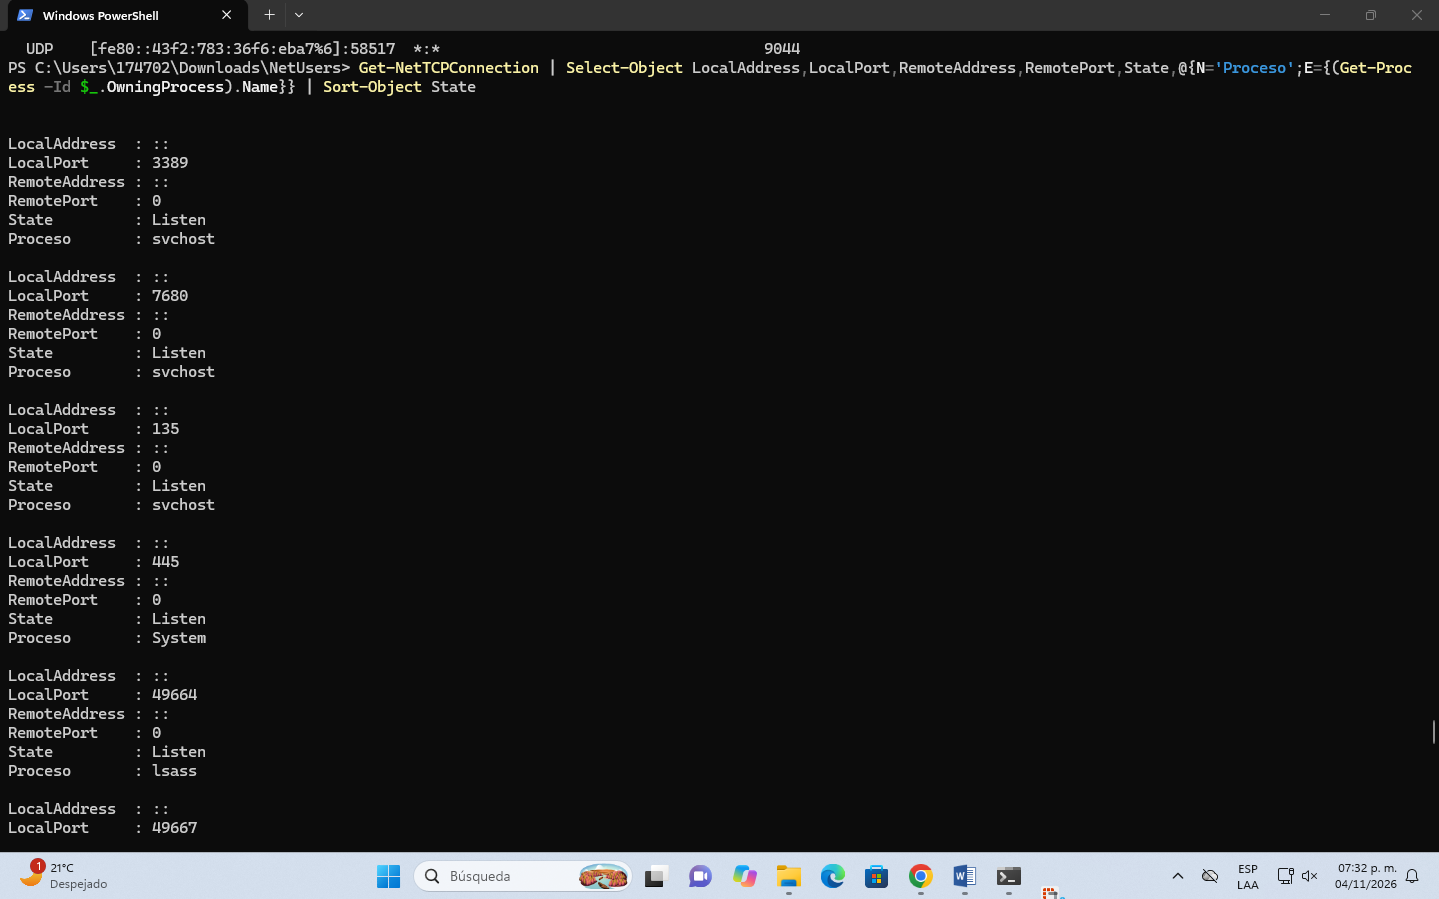 Windows PowerShell
  UDP    [fe80::43f2:783:36f6:eba7%6]:58517  *:*                                    9044
PS C:\Users\174702\Downloads\NetUsers> Get-NetTCPConnection | Select-Object LocalAddress,LocalPort,RemoteAddress,RemotePort,State,@{N='Proceso';E={(Get-Proc
ess -Id $_.OwningProcess).Name}} | Sort-Object State
LocalAddress  : ::
LocalPort     : 3389
RemoteAddress : ::
RemotePort    : 0
State         : Listen
Proceso       : svchost
LocalAddress  : ::
LocalPort     : 7680
RemoteAddress : ::
RemotePort    : 0
State         : Listen
Proceso       : svchost
LocalAddress  : ::
LocalPort     : 135
RemoteAddress : ::
RemotePort    : 0
State         : Listen
Proceso       : svchost
LocalAddress  : ::
LocalPort     : 445
RemoteAddress : ::
RemotePort    : 0
State         : Listen
Proceso       : System
LocalAddress  : ::
LocalPort     : 49664
RemoteAddress : ::
RemotePort    : 0
State         : Listen
Proceso       : lsass
LocalAddress  : ::
LocalPort     : 49667
1
21°C
Despejado
Búsqueda
ESP
LAA
07:32 p. m.
04/11/2026